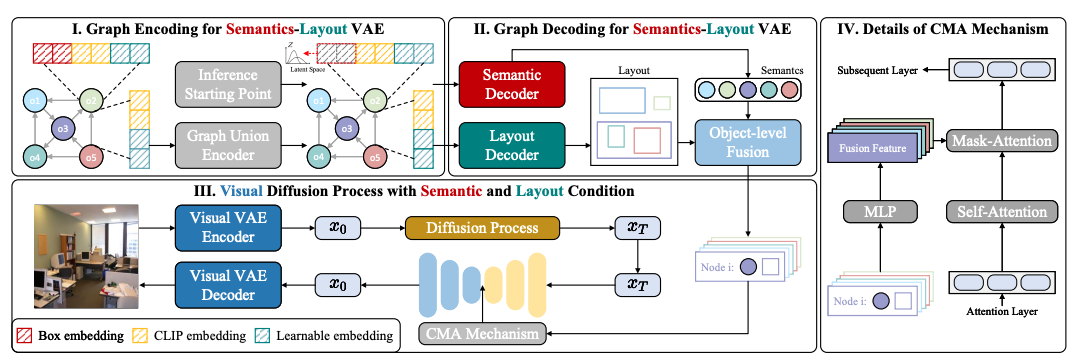 I. Graph Encoding for Semantics-Layout VAE
Z
Latent Space
o1
o2
o3
o4
o5
Inference
Starting Point
Graph Union
Encoder
o1
o2
o3
o4
o5
II. Graph Decoding for Semantics-Layout VAE
Semantic
Decoder
Layout
Decoder
Layout
Semantcs
Object-level
Fusion
III. Visual Diffusion Process with Semantic and Layout Condition
Visual VAE
Encoder
x0
Diffusion Process
xT
Visual VAE
Decoder
x0
xT
Node i:
CMA Mechanism
Box embedding
CLIP embedding
Learnable embedding
IV. Details of CMA Mechanism
Subsequent Layer
Fusion Feature
Mask-Attention
MLP
Self-Attention
Node i:
Attention Layer